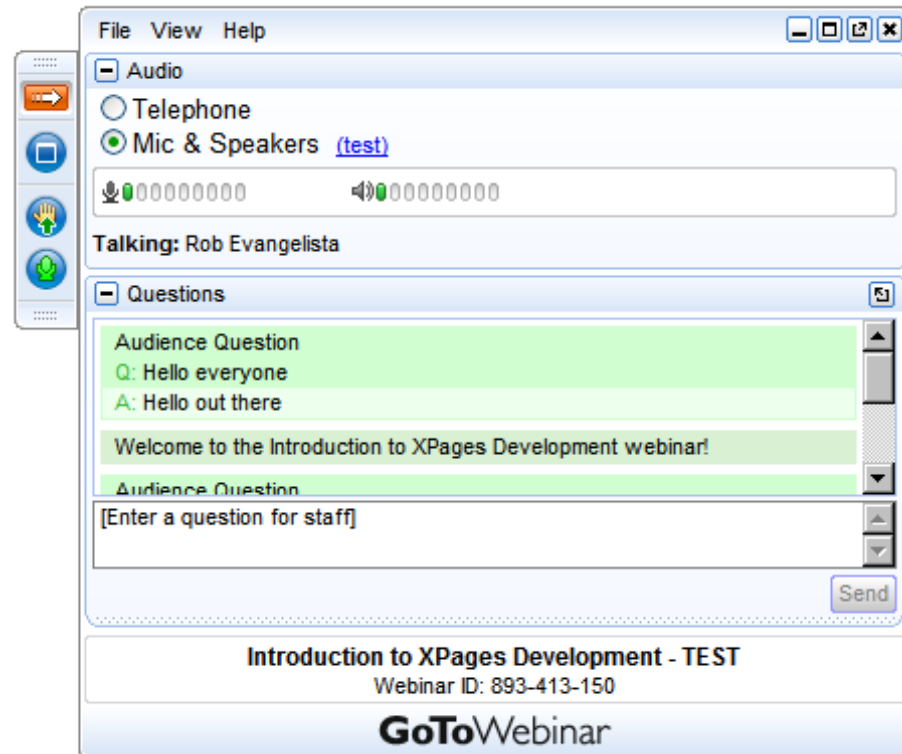 File View Help
Audio
Telephone
Mic & Speakers (test)
Talking: Rob Evangelista
Questions
Audience Question
Q: Hello everyone
A: Hello out there
Welcome to the Introduction to XPages Development webinar!
Audience Question
[Enter a question for staff]
Send
Introduction to XPages Development - TEST
Webinar ID: 893-413-150
GoToWebinar